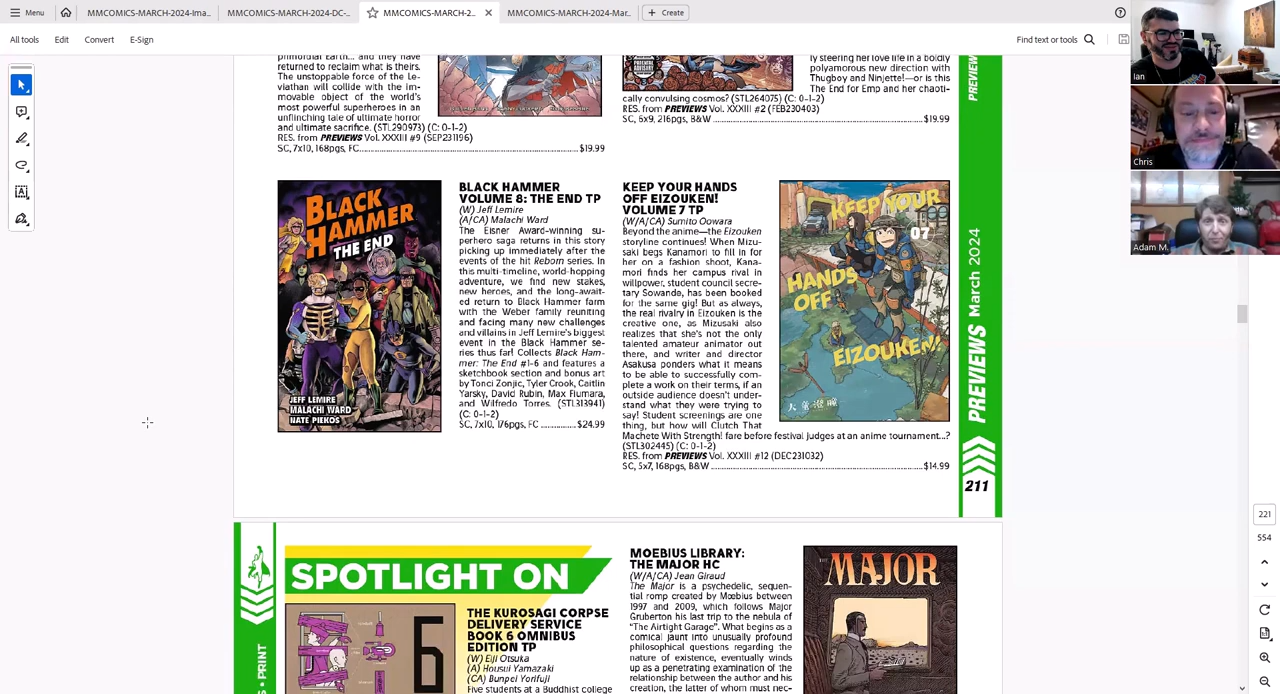 Menu
MMCOMICS-MARCH-2024-Ima...
MMCOMICS-MARCH-2024-DC-...
MMCOMICS-MARCH-2...
MMCOMICS-MARCH-2024-Mar...
+ Create
All tools
Edit
Convert
E-Sign
Find text or tools
Ian
Chris
Adam M.
primordial Earth... and they have
returned to reclaim what is theirs.
The unstoppable force of the Le-
viathan will collide with the im-
movable object of the world's
most powerful superheroes in an
unflinching tale of ultimate horror
and ultimate sacrifice. (STL290973) (C: 0-1-2)
RES. from PREVIEWS Vol. XXXIII #9 (SEP231196)
SC, 7x10, 168pgs, FC...$19.99
ly steering her love life in a boldly
polyamorous new direction with
Thugboy and Ninjette!—or is this
The End for Emp and her chaoti-
cally convulsing cosmos? (STL264075) (C: 0-1-2)
RES. from PREVIEWS Vol. XXXIII #2 (FEB230403)
SC, 6x9, 216pgs, B&W...$19.99
BLACK
HAMMER
THE END
JEFF LEMIRE
MALACHI WARD
NATE PIEKOS
BLACK HAMMER
VOLUME 8: THE END TP
(W) Jeff Lemire
(A/CA) Malachi Ward
The Eisner Award-winning su-
perhero saga returns in this story
picking up immediately after the
events of the hit Reborn series. In
this multi-timeline, world-hopping
adventure, we find new stakes,
new heroes, and the long-await-
ed return to Black Hammer farm
with the Weber family reuniting
and facing many new challenges
and villains in Jeff Lemire's biggest
event in the Black Hammer se-
ries thus far! Collects Black Ham-
mer: The End #1-6 and features a
sketchbook section and bonus art
by Tonci Zonjic, Tyler Crook, Caitlin
Yarsky, David Rubin, Max Fiumara,
and Wilfredo Torres. (STL313941)
(C: 0-1-2)
SC, 7x10, 176pgs, FC...$24.99
KEEP YOUR HANDS
OFF EIZOUKEN!
VOLUME 7 TP
(W/A/CA) Sumito Oowara
Beyond the anime—the Eizouken
storyline continues! When Mizu-
saki begs Kanamori to fill in for
her on a fashion shoot, Kana-
mori finds her campus rival in
willpower, student council secre-
tary Sowande, has been booked
for the same gig! But as always,
the real rivalry in Eizouken is the
creative one, as Mizusaki also
realizes that she's not the only
talented amateur animator out
there, and writer and director
Asakusa ponders what it means
to be able to successfully com-
plete a work on their terms, if an
outside audience doesn't under-
stand what they were trying to
say! Student screenings are one
thing, but how will Clutch That
Machete With Strength! fare before festival judges at an anime tournament...?
(STL302445) (C: 0-1-2)
RES. from PREVIEWS Vol. XXXIII #12 (DEC231032)
SC, 5x7, 168pgs, B&W...$14.99
KEEP YOUR
07
HANDS
OFF
EIZOUKEN!
PREVIEWS March 2024
211
221
554
SPOTLIGHT ON
6
THE KUROSAGI CORPSE
DELIVERY SERVICE
BOOK 6 OMNIBUS
EDITION TP
(W) Eiji Otsuka
(A) Housui Yamazaki
(CA) Bunpei Yorifuji
Five students at a Buddhist college
MOEBIUS LIBRARY:
THE MAJOR HC
(W/A/CA) Jean Giraud
The Major is a psychedelic, sequen-
tial romp created by Mœbius between
1997 and 2009, which follows Major
Gruberton his last trip to the nebula of
"The Airtight Garage". What begins as a
comical jaunt into unusually profound
philosophical questions regarding the
nature of existence, eventually winds
up as a penetrating examination of the
relationship between the author and his
creation, the latter of whom must nec-
MAJOR
PRINT